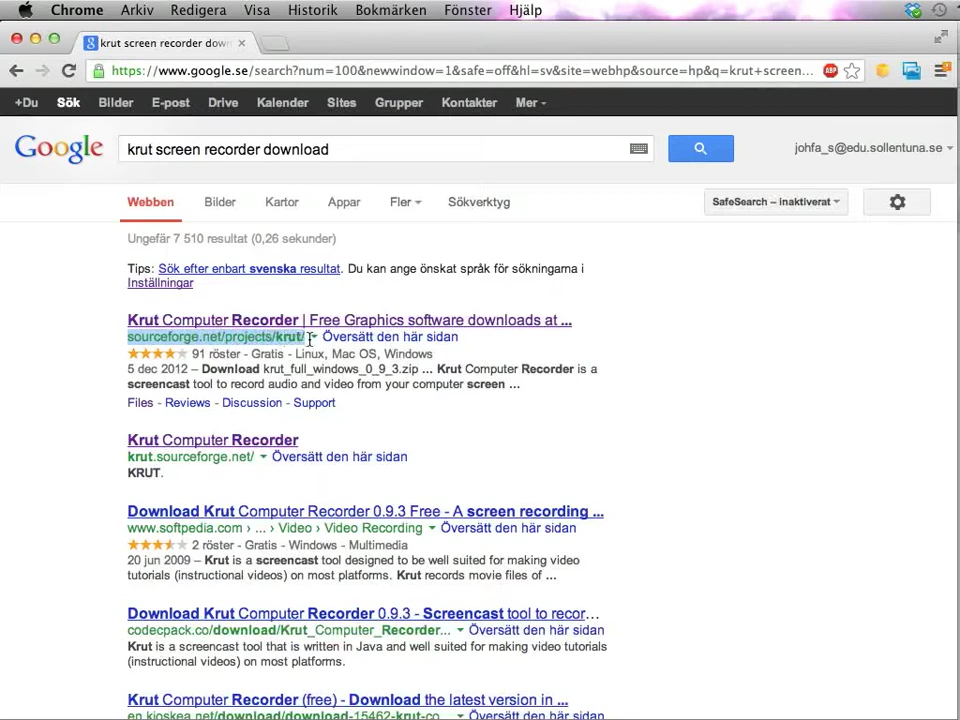 Chrome Arkiv Redigera Visa Historik Bokmärken Fönster Hjälp
krut screen recorder dow
https://www.google.se/search?num=100&newwindow=1&safe=off&hl=sv&site=webhp&source=hp&q=krut+screen...
ABP
+Du Sök Bilder E-post Drive Kalender Sites Grupper Kontakter Mer
Google
krut screen recorder download
johfa_s@edu.sollentuna.se
Webben Bilder Kartor Appar Fler Sökverktyg
SafeSearch – inaktiverat
Ungefär 7 510 resultat (0,26 sekunder)
Tips: Sök efter enbart svenska resultat. Du kan ange önskat språk för sökningarna i
Inställningar
Krut Computer Recorder | Free Graphics software downloads at ...
sourceforge.net/projects/krut/ Översätt den här sidan
91 röster - Gratis - Linux, Mac OS, Windows
5 dec 2012 – Download krut_full_windows_0_9_3.zip ... Krut Computer Recorder is a
screencast tool to record audio and video from your computer screen ...
Files - Reviews - Discussion - Support
Krut Computer Recorder
krut.sourceforge.net/ Översätt den här sidan
KRUT.
Download Krut Computer Recorder 0.9.3 Free - A screen recording ...
www.softpedia.com › ... › Video › Video Recording Översätt den här sidan
2 röster - Gratis - Windows - Multimedia
20 jun 2009 – Krut is a screencast tool designed to be well suited for making video
tutorials (instructional videos) on most platforms. Krut records movie files of ...
Download Krut Computer Recorder 0.9.3 - Screencast tool to recor...
codecpack.co/download/Krut_Computer_Recorder... Översätt den här sidan
Krut is a screencast tool that is written in Java and well suited for making video tutorials
(instructional videos) on most platforms.
Krut Computer Recorder (free) - Download the latest version in ...
en.kioskea.net/download/download-15462-krut-co... Översätt den här sidan